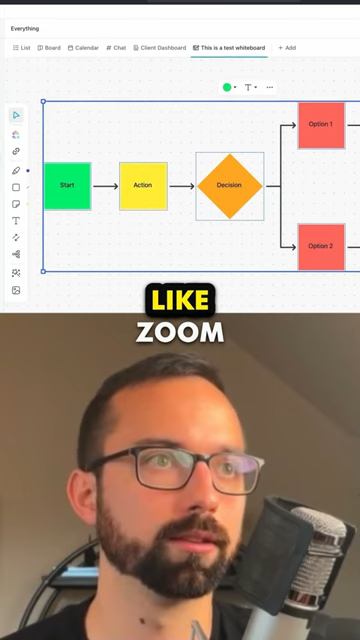 Everything
List Board Calendar Chat Client Dashboard This is a test whiteboard + Add
T
Option 1
Start
Action
Decision
T
Option 2
LIKE
ZOOM